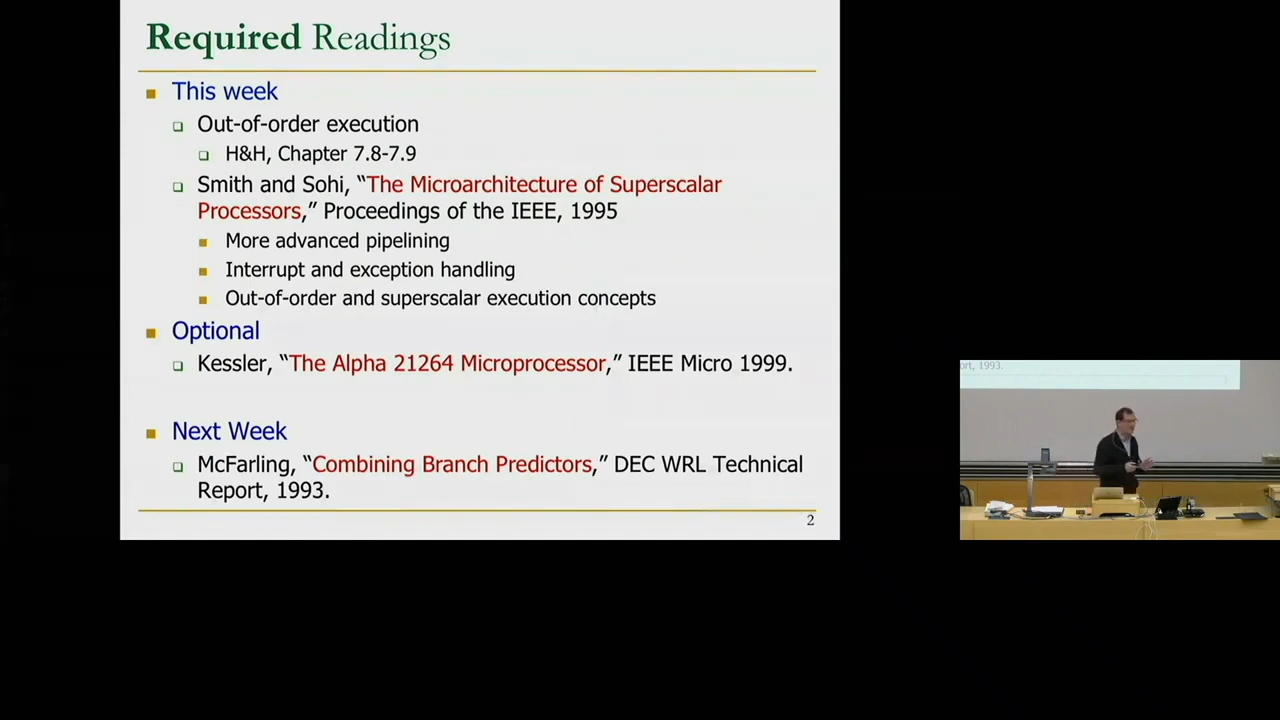 Required Readings
This week
Out-of-order execution
H&H, Chapter 7.8-7.9
Smith and Sohi, “The Microarchitecture of Superscalar
Processors,” Proceedings of the IEEE, 1995
More advanced pipelining
Interrupt and exception handling
Out-of-order and superscalar execution concepts
Optional
Kessler, “The Alpha 21264 Microprocessor,” IEEE Micro 1999.
Next Week
McFarling, “Combining Branch Predictors,” DEC WRL Technical
Report, 1993.
2
ort, 1993.